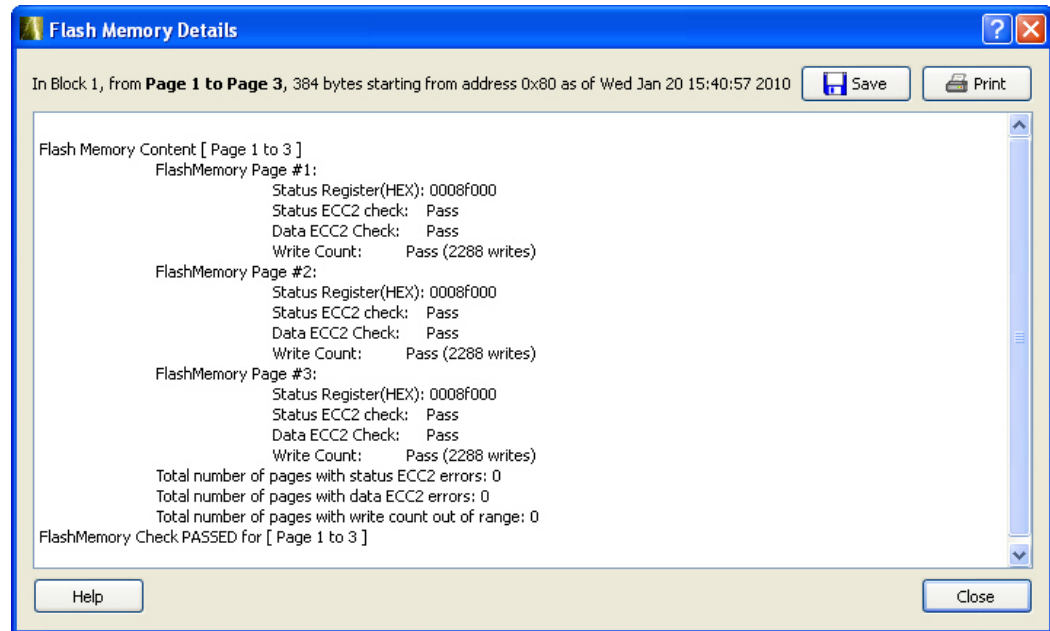 Flash Memory Details
In Block 1, from Page 1 to Page 3, 384 bytes starting from address 0x80 as of Wed Jan 20 15:40:57 2010
Save
Print
Flash Memory Content [ Page 1 to 3 ]
FlashMemory Page #1:
Status Register(HEX): 0008f000
Status ECC2 check: Pass
Data ECC2 Check: Pass
Write Count: Pass (2288 writes)
FlashMemory Page #2:
Status Register(HEX): 0008f000
Status ECC2 check: Pass
Data ECC2 Check: Pass
Write Count: Pass (2288 writes)
FlashMemory Page #3:
Status Register(HEX): 0008f000
Status ECC2 check: Pass
Data ECC2 Check: Pass
Write Count: Pass (2288 writes)
Total number of pages with status ECC2 errors: 0
Total number of pages with data ECC2 errors: 0
Total number of pages with write count out of range: 0
FlashMemory Check PASSED for [ Page 1 to 3 ]
Help
Close